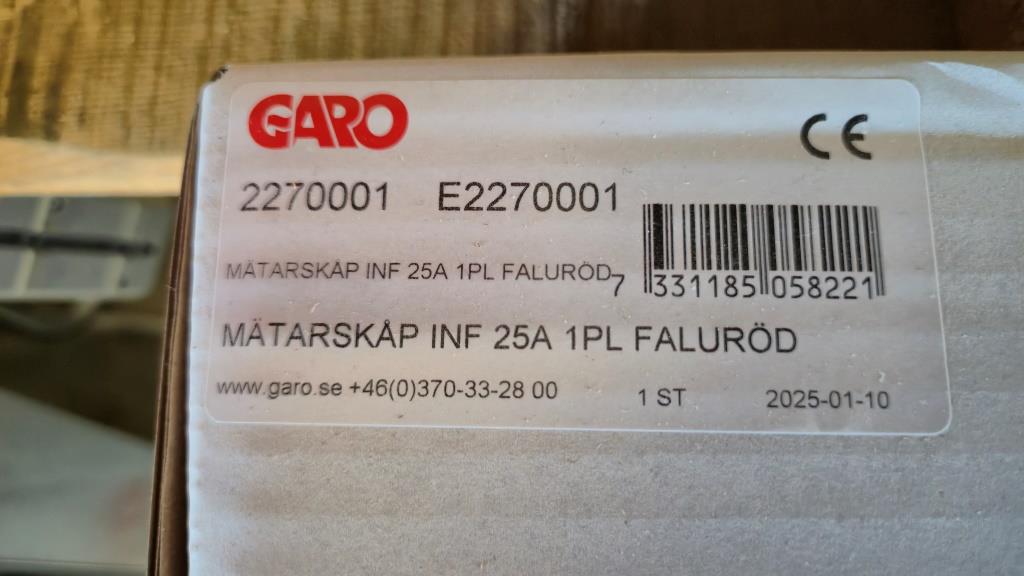 GARO
CE
2270001 E2270001
MÄTARSKÅP INF 25A 1PL FALURÖD
7 331185 058221
MÄTARSKÅP INF 25A 1PL FALURÖD
www.garo.se +46(0)370-33-28 00 1 ST 2025-01-10